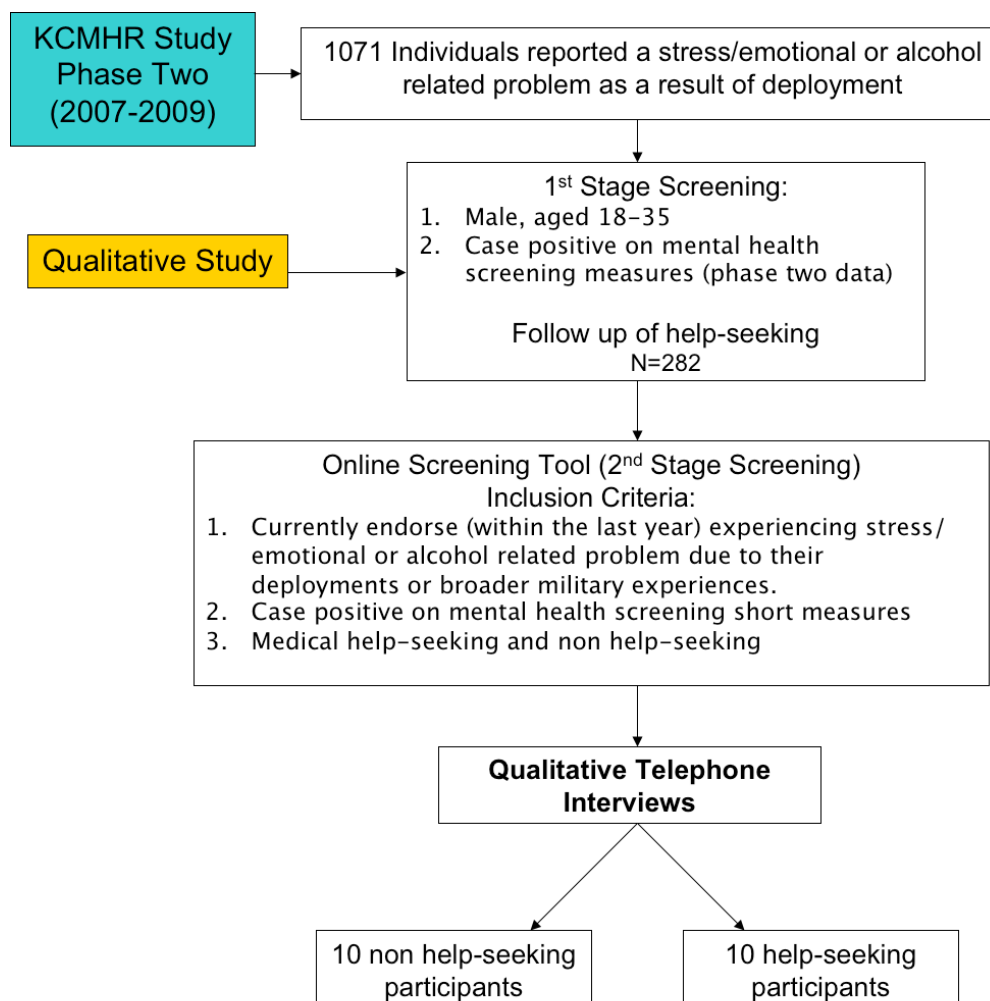 KCMHR Study
Phase Two
(2007-2009)
1071 Individuals reported a stress/emotional or alcohol
related problem as a result of deployment
1st Stage Screening:
1. Male, aged 18–35
2. Case positive on mental health
screening measures (phase two data)
Follow up of help-seeking
N=282
Qualitative Study
Online Screening Tool (2nd Stage Screening)
Inclusion Criteria:
1. Currently endorse (within the last year) experiencing stress/
emotional or alcohol related problem due to their
deployments or broader military experiences.
2. Case positive on mental health screening short measures
3. Medical help–seeking and non help–seeking
Qualitative Telephone
Interviews
10 non help-seeking
participants
10 help-seeking
participants